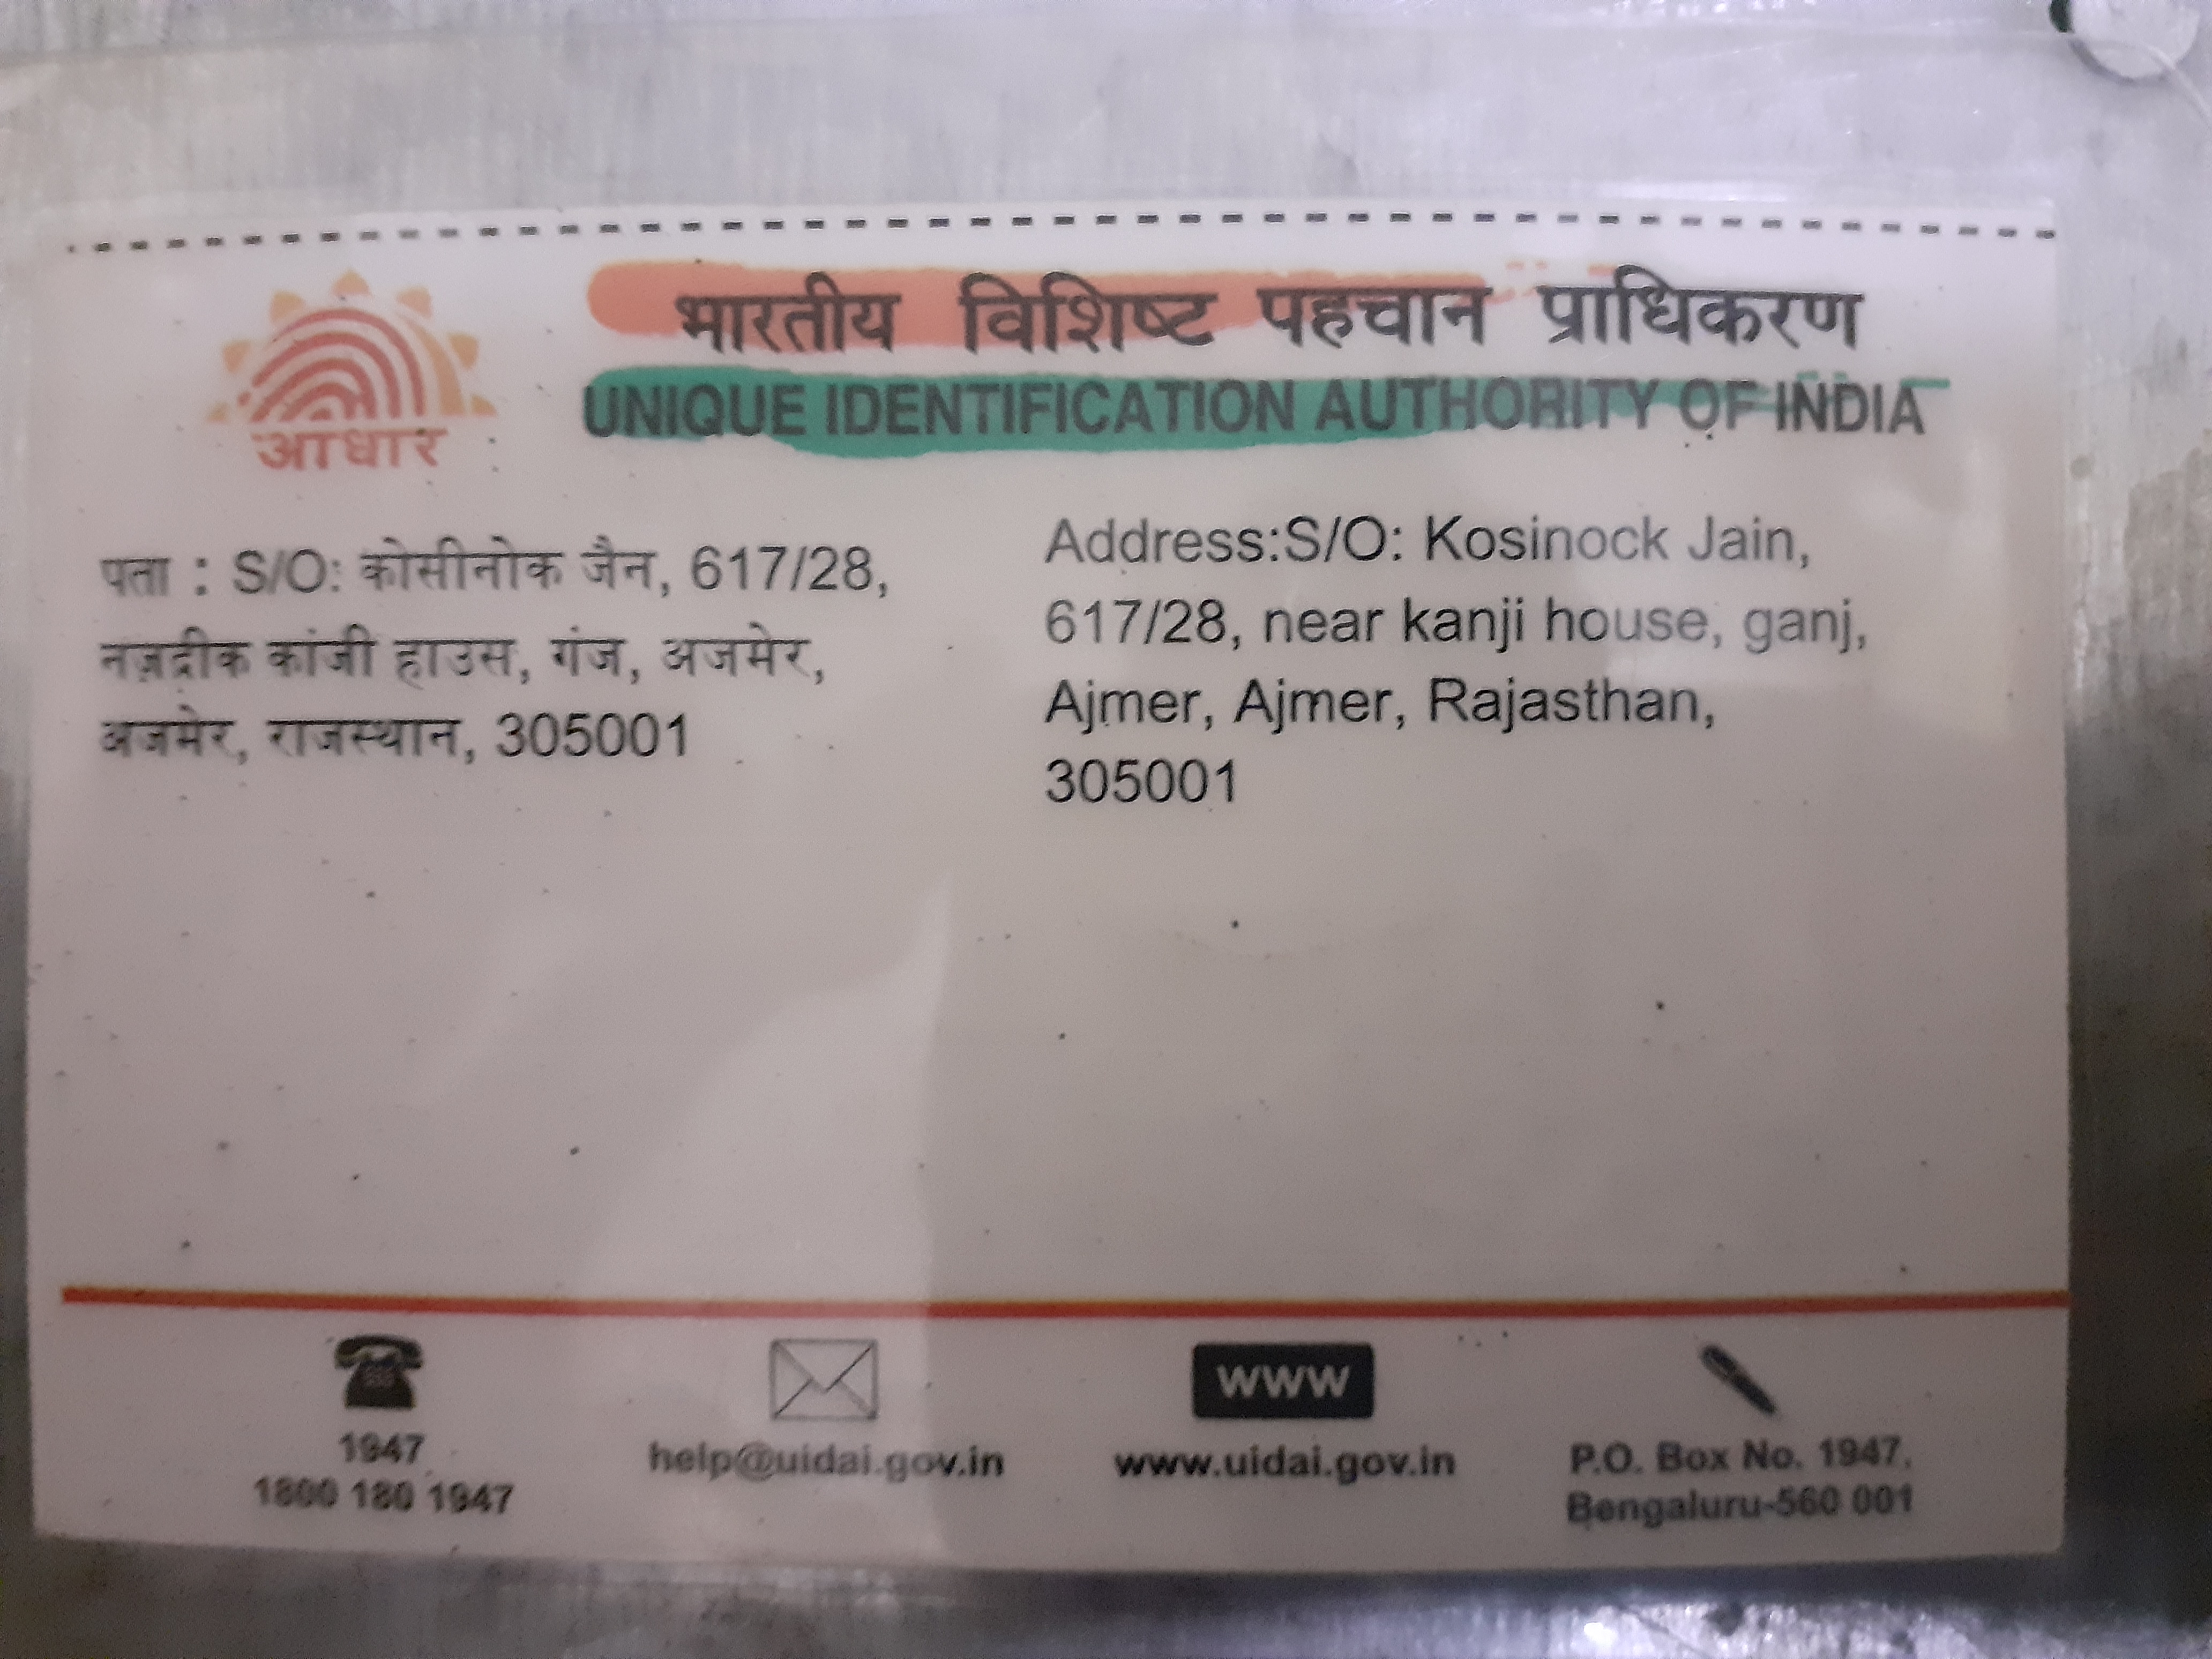 भारतीय विशिष्ट पहचान प्राधिकरण
UNIQUE IDENTIFICATION AUTHORITY OF INDIA
आधार
पता : S/O: कोसीनोक जैन, 617/28,
नज़दीक कांजी हाउस, गंज, अजमेर,
अजमेर, राजस्थान, 305001
Address:S/O: Kosinock Jain,
617/28, near kanji house, ganj,
Ajmer, Ajmer, Rajasthan,
305001
1947
1800 180 1947
help@uidai.gov.in
www
www.uidai.gov.in
P.O. Box No. 1947,
Bengaluru-560 001